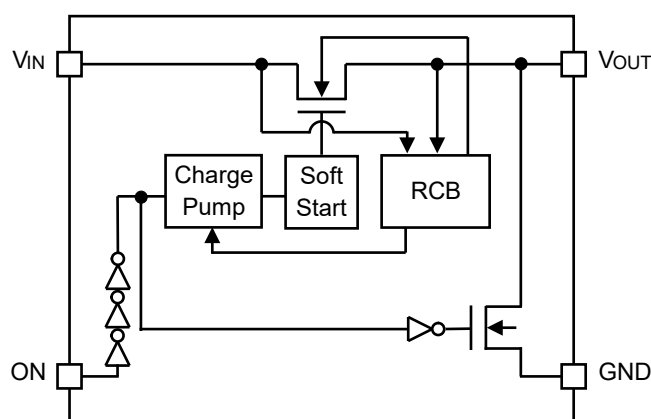 VIN
VOUT
Charge
Pump
Soft
Start
RCB
ON
GND